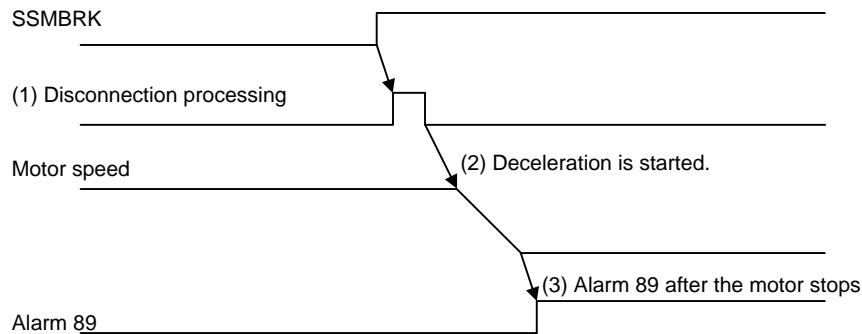 SSMBRK
(1) Disconnection processing
Motor speed
(2) Deceleration is started.
(3) Alarm 89 after the motor stops
Alarm 89